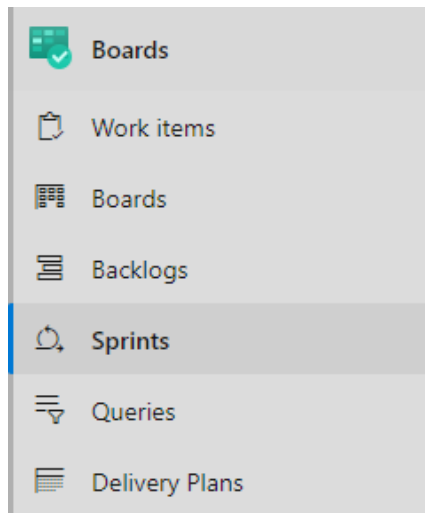 Boards
Work items
Boards
Backlogs
Sprints
Queries
Delivery Plans